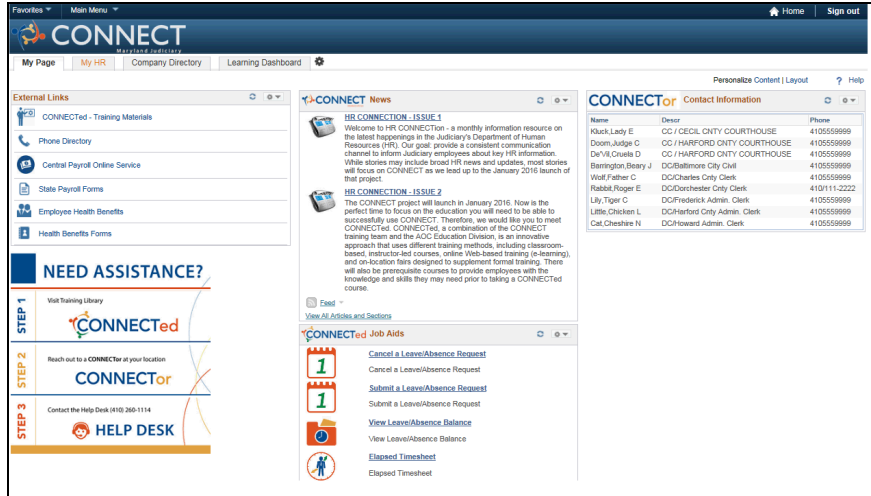 Favorites Main Menu Home Sign out
CONNECT
Maryland Judiciary
My Page My HR Company Directory Learning Dashboard
Personalize Content | Layout ? Help
External Links
CONNECTed - Training Materials
Phone Directory
Central Payroll Online Service
State Payroll Forms
Employee Health Benefits
Health Benefits Forms
NEED ASSISTANCE?
STEP 1
Visit Training Library
CONNECTed
STEP 2
Reach out to a CONNECTor at your location
CONNECTor
STEP 3
Contact the Help Desk (410) 260-1114
HELP DESK
CONNECT News
HR CONNECTION - ISSUE 1
Welcome to HR CONNECTion - a monthly information resource on
the latest happenings in the Judiciary's Department of Human
Resources (HR). Our goal: provide a consistent communication
channel to inform Judiciary employees about key HR information.
While stories may include broad HR news and updates, most stories
will focus on CONNECT as we lead up to the January 2016 launch of
that project.
HR CONNECTION - ISSUE 2
The CONNECT project will launch in January 2016. Now is the
perfect time to focus on the education you will need to be able to
successfully use CONNECT. Therefore, we would like you to meet
CONNECTed. CONNECTed, a combination of the CONNECT
training team and the AOC Education Division, is an innovative
approach that uses different training methods, including classroom-
based, instructor-led courses, online Web-based training (e-learning),
and on-location fairs designed to supplement formal training. There
will also be prerequisite courses to provide employees with the
knowledge and skills they may need prior to taking a CONNECTed
course.
Feed
View All Articles and Sections
CONNECTed Job Aids
1
Cancel a Leave/Absence Request
Cancel a Leave/Absence Request
1
Submit a Leave/Absence Request
Submit a Leave/Absence Request
View Leave/Absence Balance
View Leave/Absence Balance
Elapsed Timesheet
Elapsed Timesheet
CONNECTor Contact Information
Name Descr Phone
Kluck,Lady E CC / CECIL CNTY COURTHOUSE 4105559999
Doom,Judge C CC / HARFORD CNTY COURTHOUSE 4105559999
De'Vil,Cruela D CC / HARFORD CNTY COURTHOUSE 4105559999
Barrington,Beary J DC/Baltimore City Civil 4105559999
Wolf,Father C DC/Charles Cnty Clerk 4105559999
Rabbit,Roger E DC/Dorchester Cnty Clerk 410/111-2222
Lily,Tiger C DC/Frederick Admin. Clerk 4105559999
Little,Chicken L DC/Harford Cnty Admin. Clerk 4105559999
Cat,Cheshire N DC/Howard Admin. Clerk 4105559999